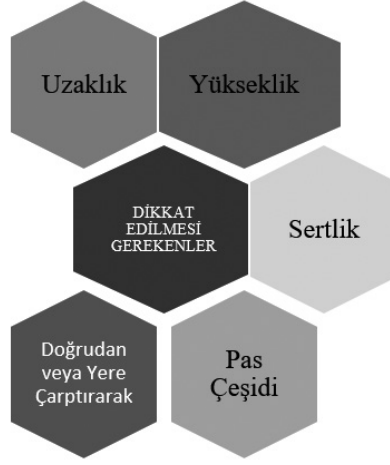 Uzaklık
Yükseklik
DİKKAT
EDİLMESİ
GEREKENLER
Sertlik
Doğrudan
veya Yere
Çarptırarak
Pas
Çeşidi